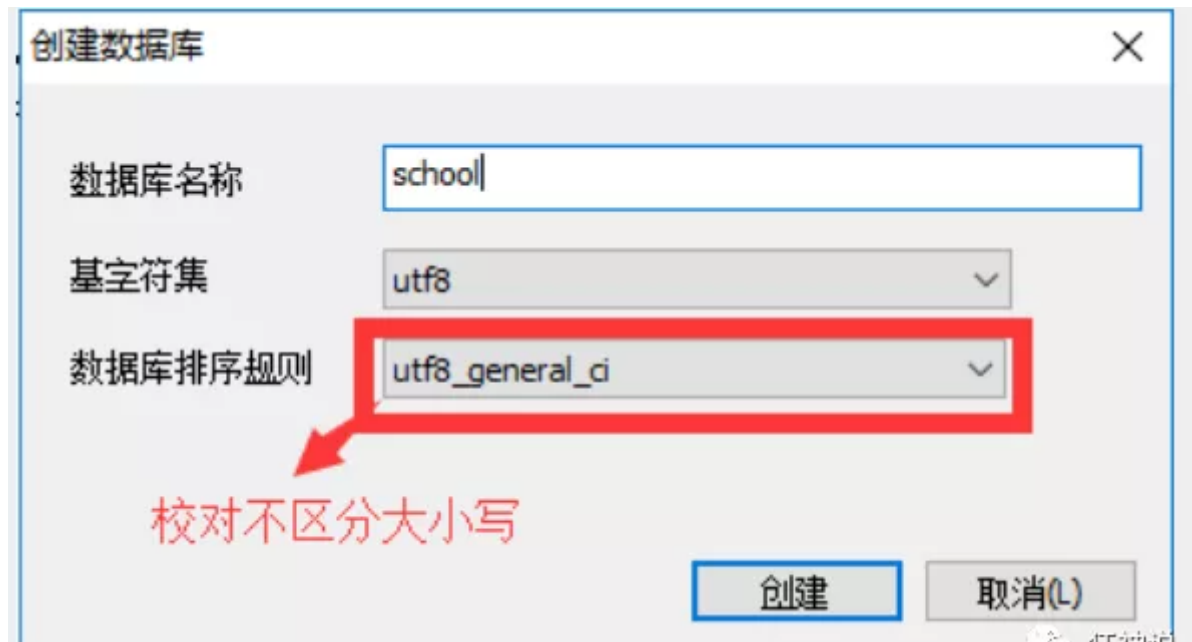 创建数据库
数据库名称
school
基字符集
utf8
数据库排序规则
utf8_general_ci
校对不区分大小写
创建
取消(L)